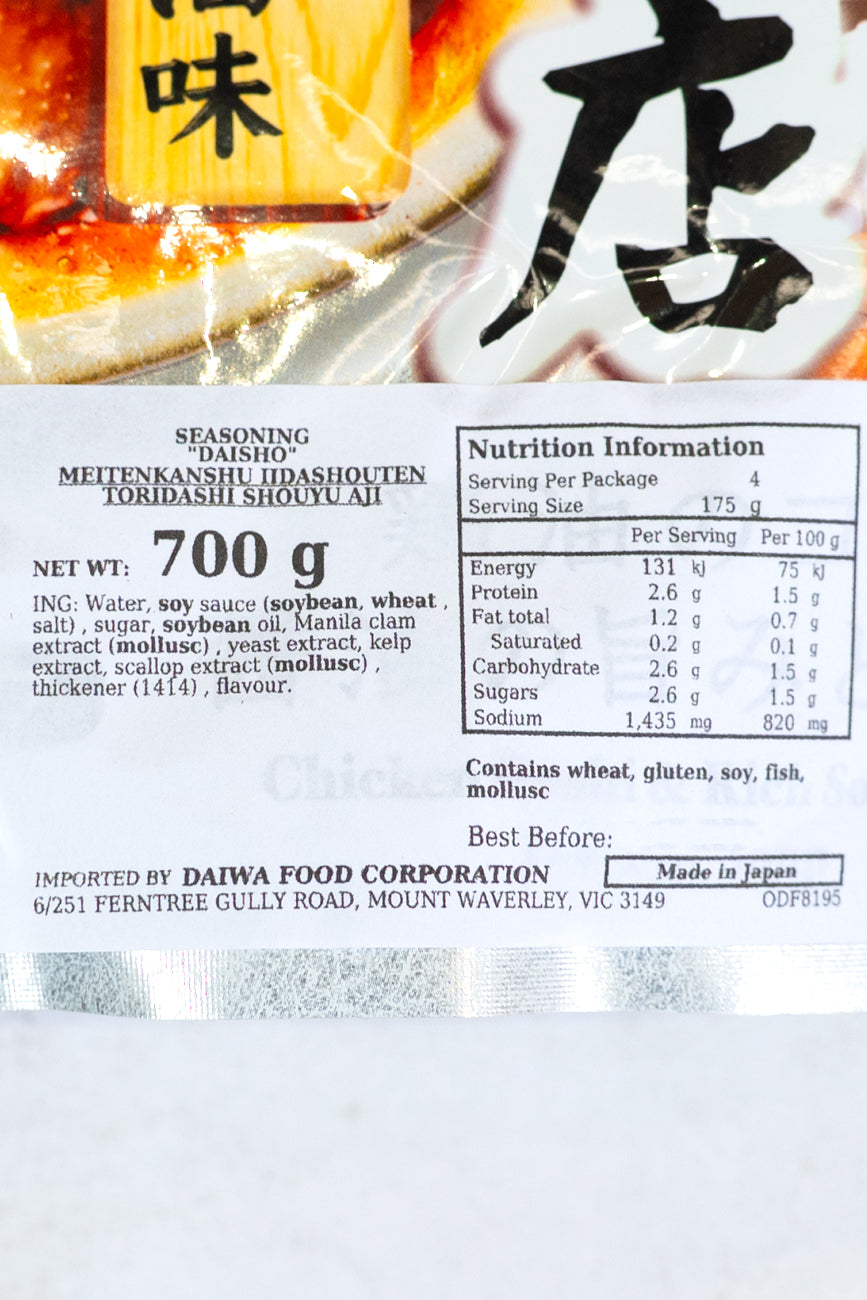 味
店
SEASONING
"DAISHO"
MEITENKANSHU IIDASHOUTEN
TORIDASHI SHOUYU AJI
NET WT: 700 g
ING: Water, soy sauce (soybean, wheat ,
salt) , sugar, soybean oil, Manila clam
extract (mollusc) , yeast extract, kelp
extract, scallop extract (mollusc) ,
thickener (1414) , flavour.
Nutrition Information
Serving Per Package 4
Serving Size 175 g
Per Serving Per 100 g
Energy 131 kJ 75 kJ
Protein 2.6 g 1.5 g
Fat total 1.2 g 0.7 g
Saturated 0.2 g 0.1 g
Carbohydrate 2.6 g 1.5 g
Sugars 2.6 g 1.5 g
Sodium 1,435 mg 820 mg
Contains wheat, gluten, soy, fish,
mollusc
Best Before:
IMPORTED BY DAIWA FOOD CORPORATION
Made in Japan
6/251 FERNTREE GULLY ROAD, MOUNT WAVERLEY, VIC 3149
ODF8195